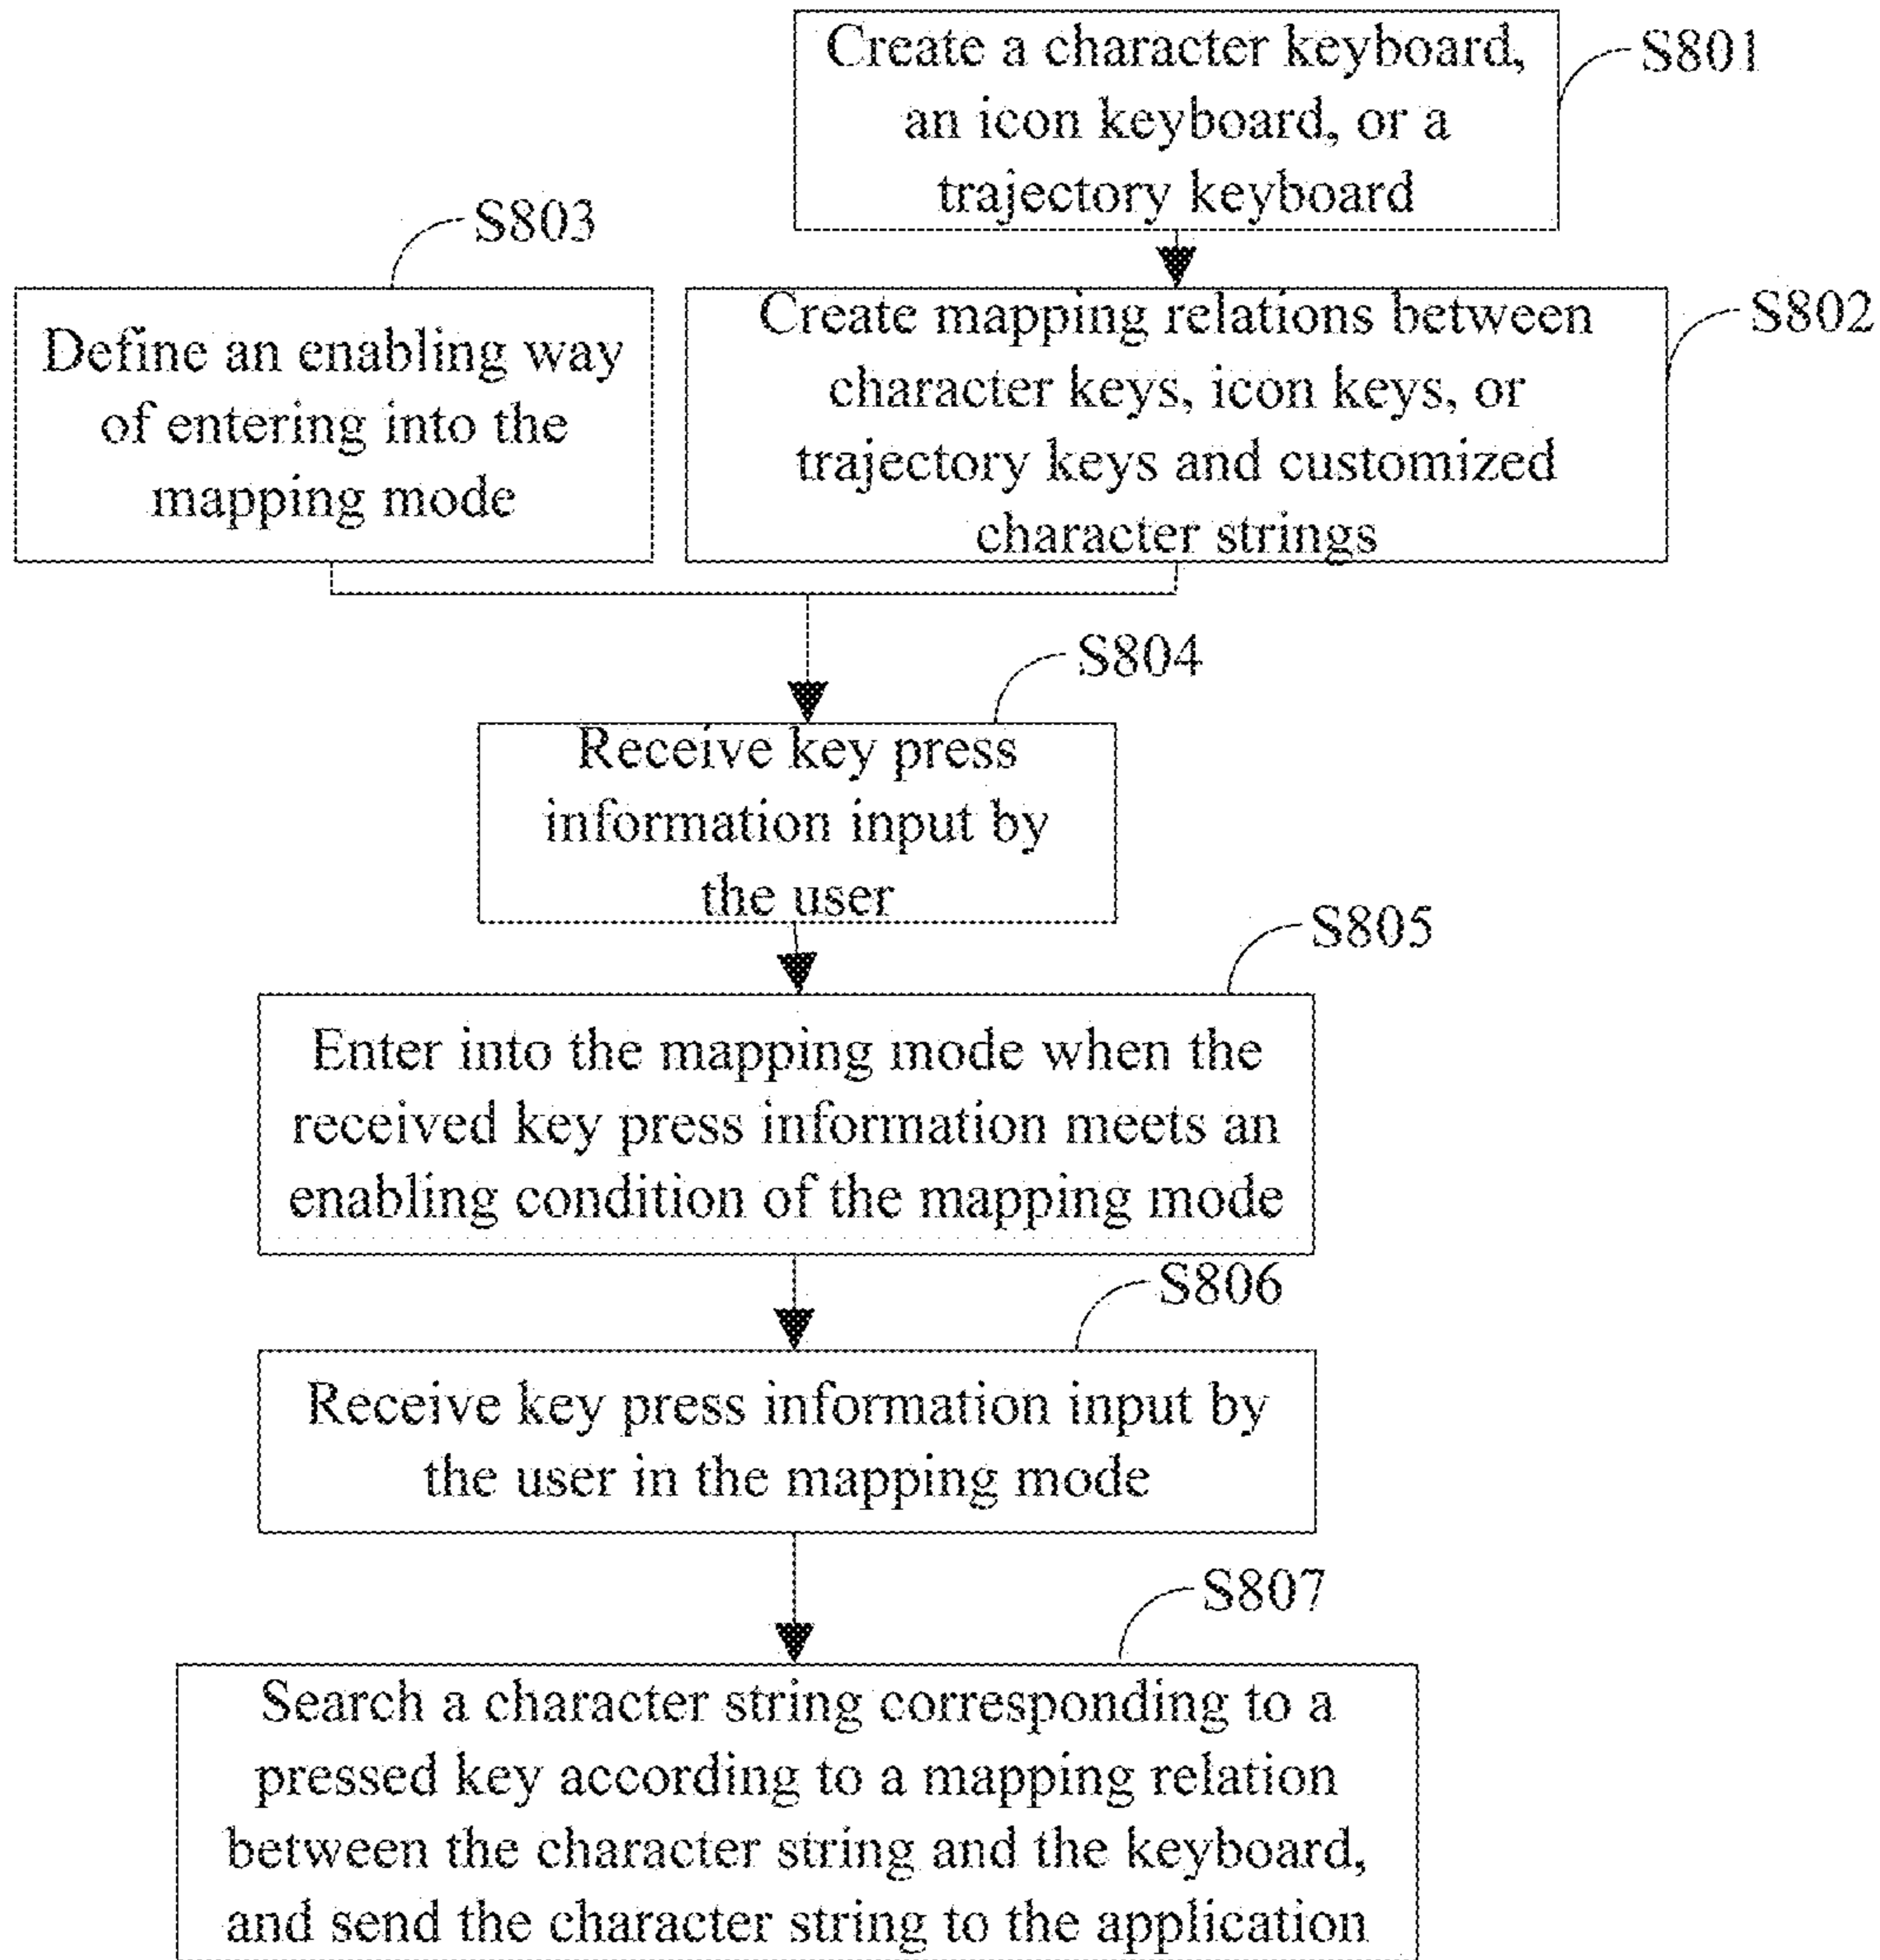 Create a character keyboard,
an icon keyboard, or a
trajectory keyboard
S801
S803
Define an enabling way
of entering into the
mapping mode
Create mapping relations between
character keys, icon keys, or
trajectory keys and customized
character strings
S802
S804
Receive key press
information input by
the user
S805
Enter into the mapping mode when the
received key press information meets an
enabling condition of the mapping mode
S806
Receive key press information input by
the user in the mapping mode
S807
Search a character string corresponding to a
pressed key according to a mapping relation
between the character string and the keyboard,
and send the character string to the application